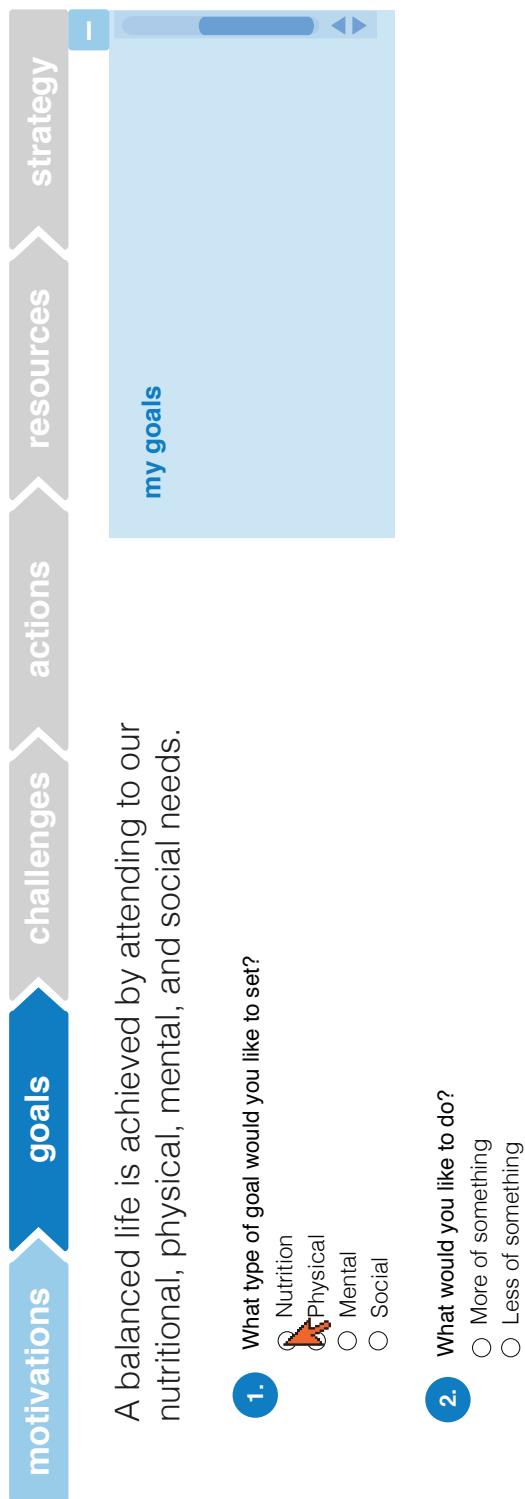 motivations
goals
challenges
actions
resources
strategy
A balanced life is achieved by attending to our
nutritional, physical, mental, and social needs.
my goals
1. What type of goal would you like to set?
Nutrition
Physical
Mental
Social
2. What would you like to do?
More of something
Less of something